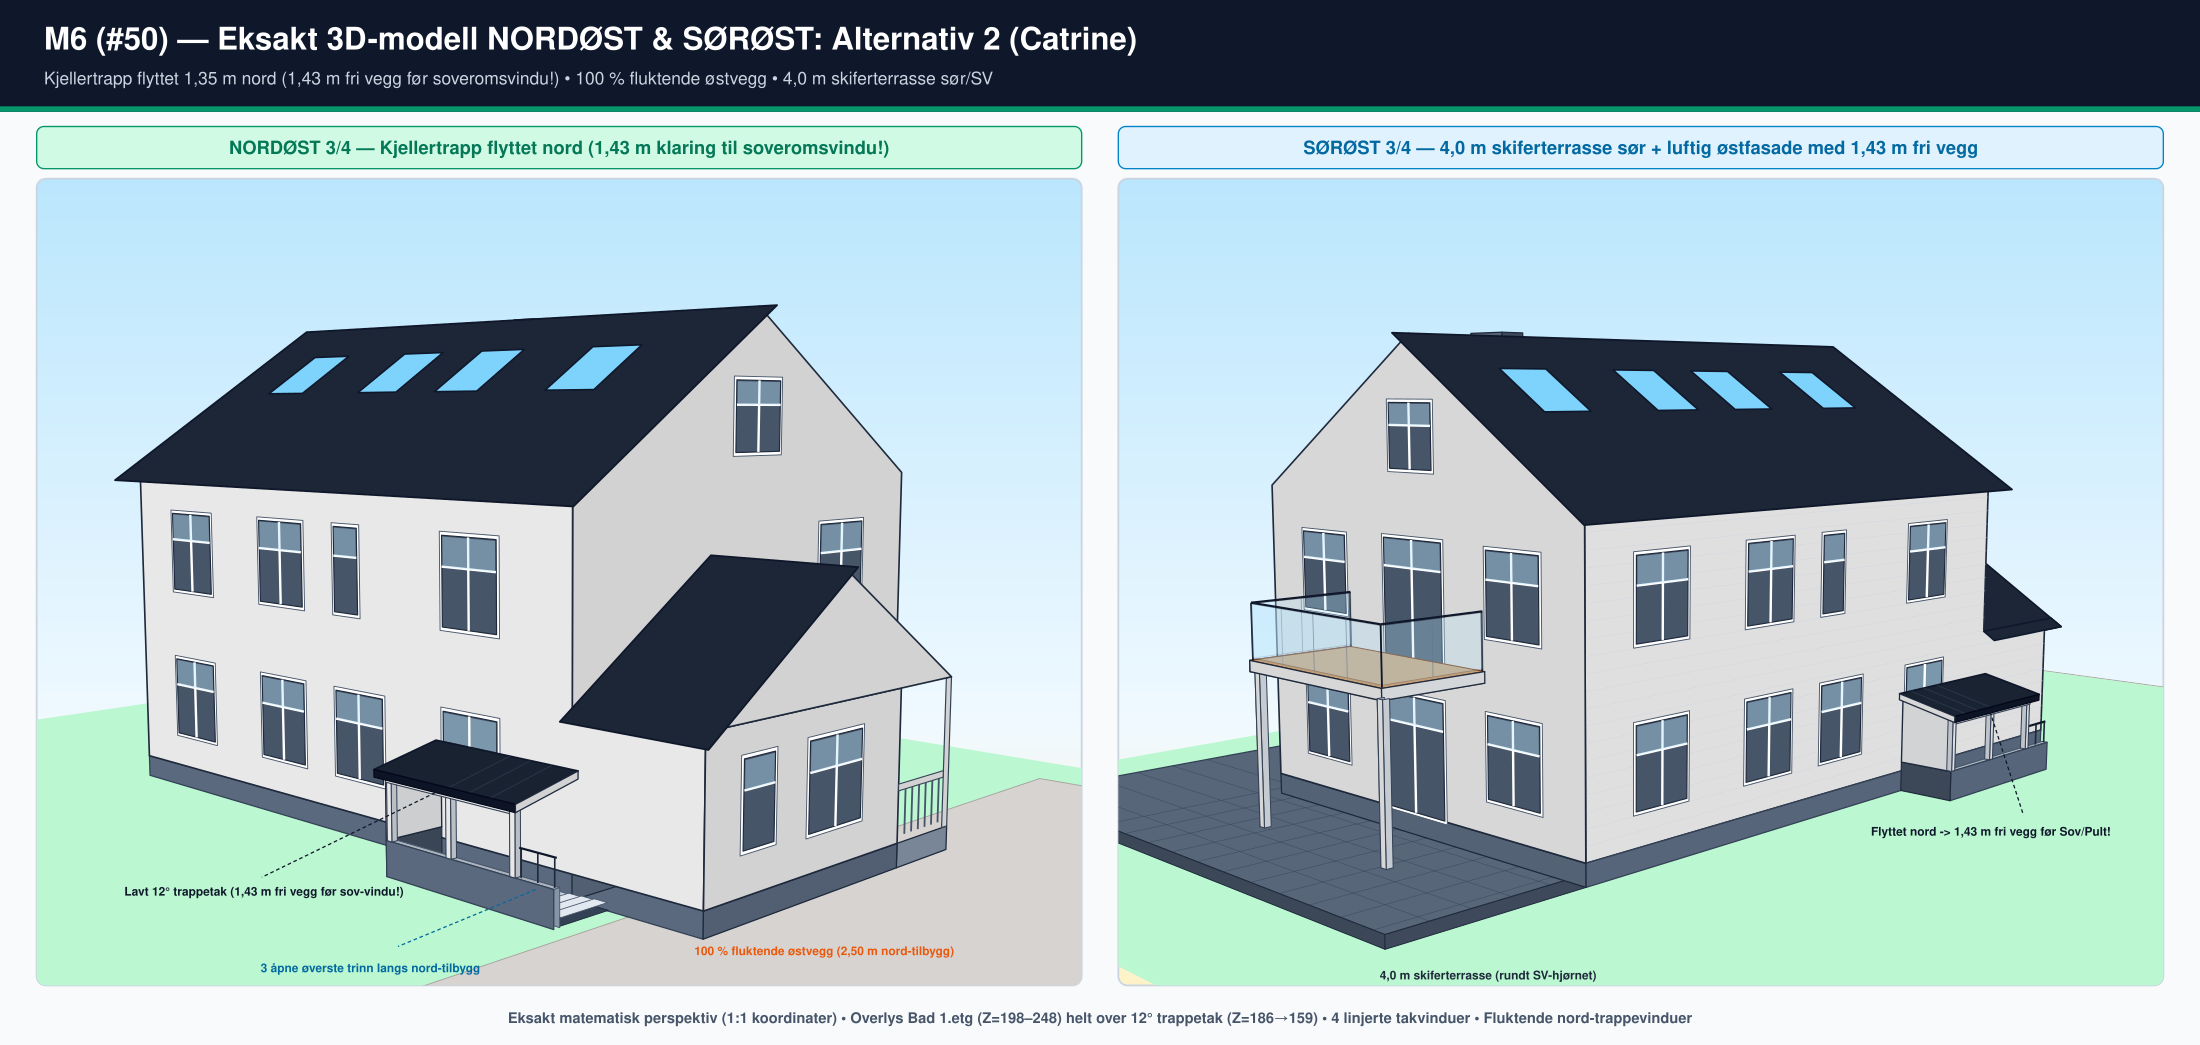 M6 (#50) — Eksakt 3D-modell NORDØST & SØRØST: Alternativ 2 (Catrine)
Kjellertrapp flyttet 1,35 m nord (1,43 m fri vegg før soveromsvindu!) • 100 % fluktende østvegg • 4,0 m skiferterrasse sør/SV
NORDØST 3/4 — Kjellertrapp flyttet nord (1,43 m klaring til soveromsvindu!)
SØRØST 3/4 — 4,0 m skiferterrasse sør + luftig østfasade med 1,43 m fri vegg
Lavt 12° trappetak (1,43 m fri vegg før sov-vindu!)
3 åpne øverste trinn langs nord-tilbygg
100 % fluktende østvegg (2,50 m nord-tilbygg)
Flyttet nord -> 1,43 m fri vegg før Sov/Pult!
4,0 m skiferterrasse (rundt SV-hjørnet)
Eksakt matematisk perspektiv (1:1 koordinater) • Overlys Bad 1.etg (Z=198–248) helt over 12° trappetak (Z=186→159) • 4 linjerte takvinduer • Fluktende nord-trappevinduer